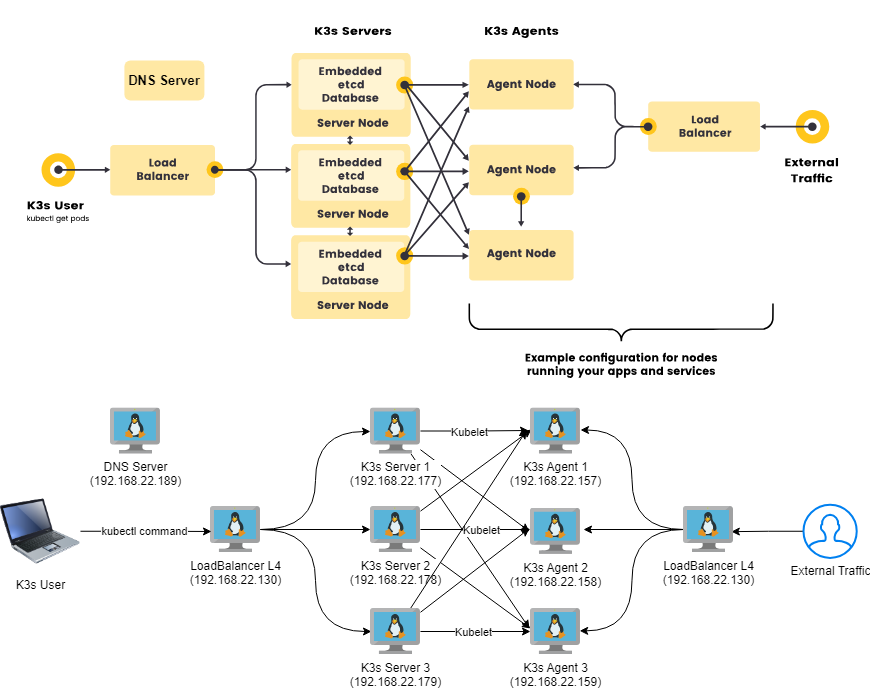 K3s Servers
K3s Agents
DNS Server
Embedded
etcd
Database
Server Node
Agent Node
Load
Balancer
External
Traffic
Load
Balancer
K3s User
kubectl get pods
Embedded
etcd
Database
Server Node
Agent Node
Embedded
etcd
Database
Server Node
Agent Node
Example configuration for nodes
running your apps and services
DNS Server
(192.168.22.189)
K3s Server 1
(192.168.22.177)
Kubelet
K3s Agent 1
(192.168.22.157)
K3s User
kubectl command
LoadBalancer L4
(192.168.22.130)
K3s Server 2
(192.168.22.178)
Kubelet
K3s Agent 2
(192.168.22.158)
LoadBalancer L4
(192.168.22.130)
External Traffic
K3s Server 3
(192.168.22.179)
Kubelet
K3s Agent 3
(192.168.22.159)